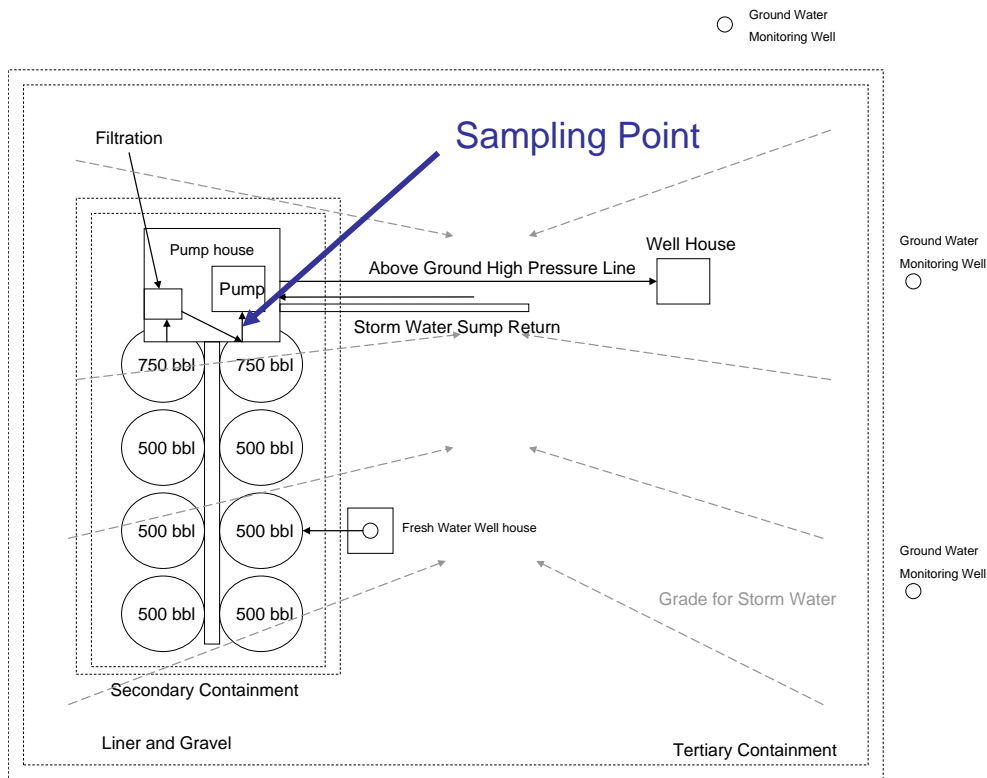 Ground Water
Monitoring Well
Sampling Point
Filtration
Pump house
Well House
Ground Water
Monitoring Well
Above Ground High Pressure Line
Pump
Storm Water Sump Return
750 bbl
750 bbl
500 bbl
500 bbl
500 bbl
500 bbl
Fresh Water Well house
Ground Water
Monitoring Well
500 bbl
500 bbl
Grade for Storm Water
Secondary Containment
Liner and Gravel
Tertiary Containment